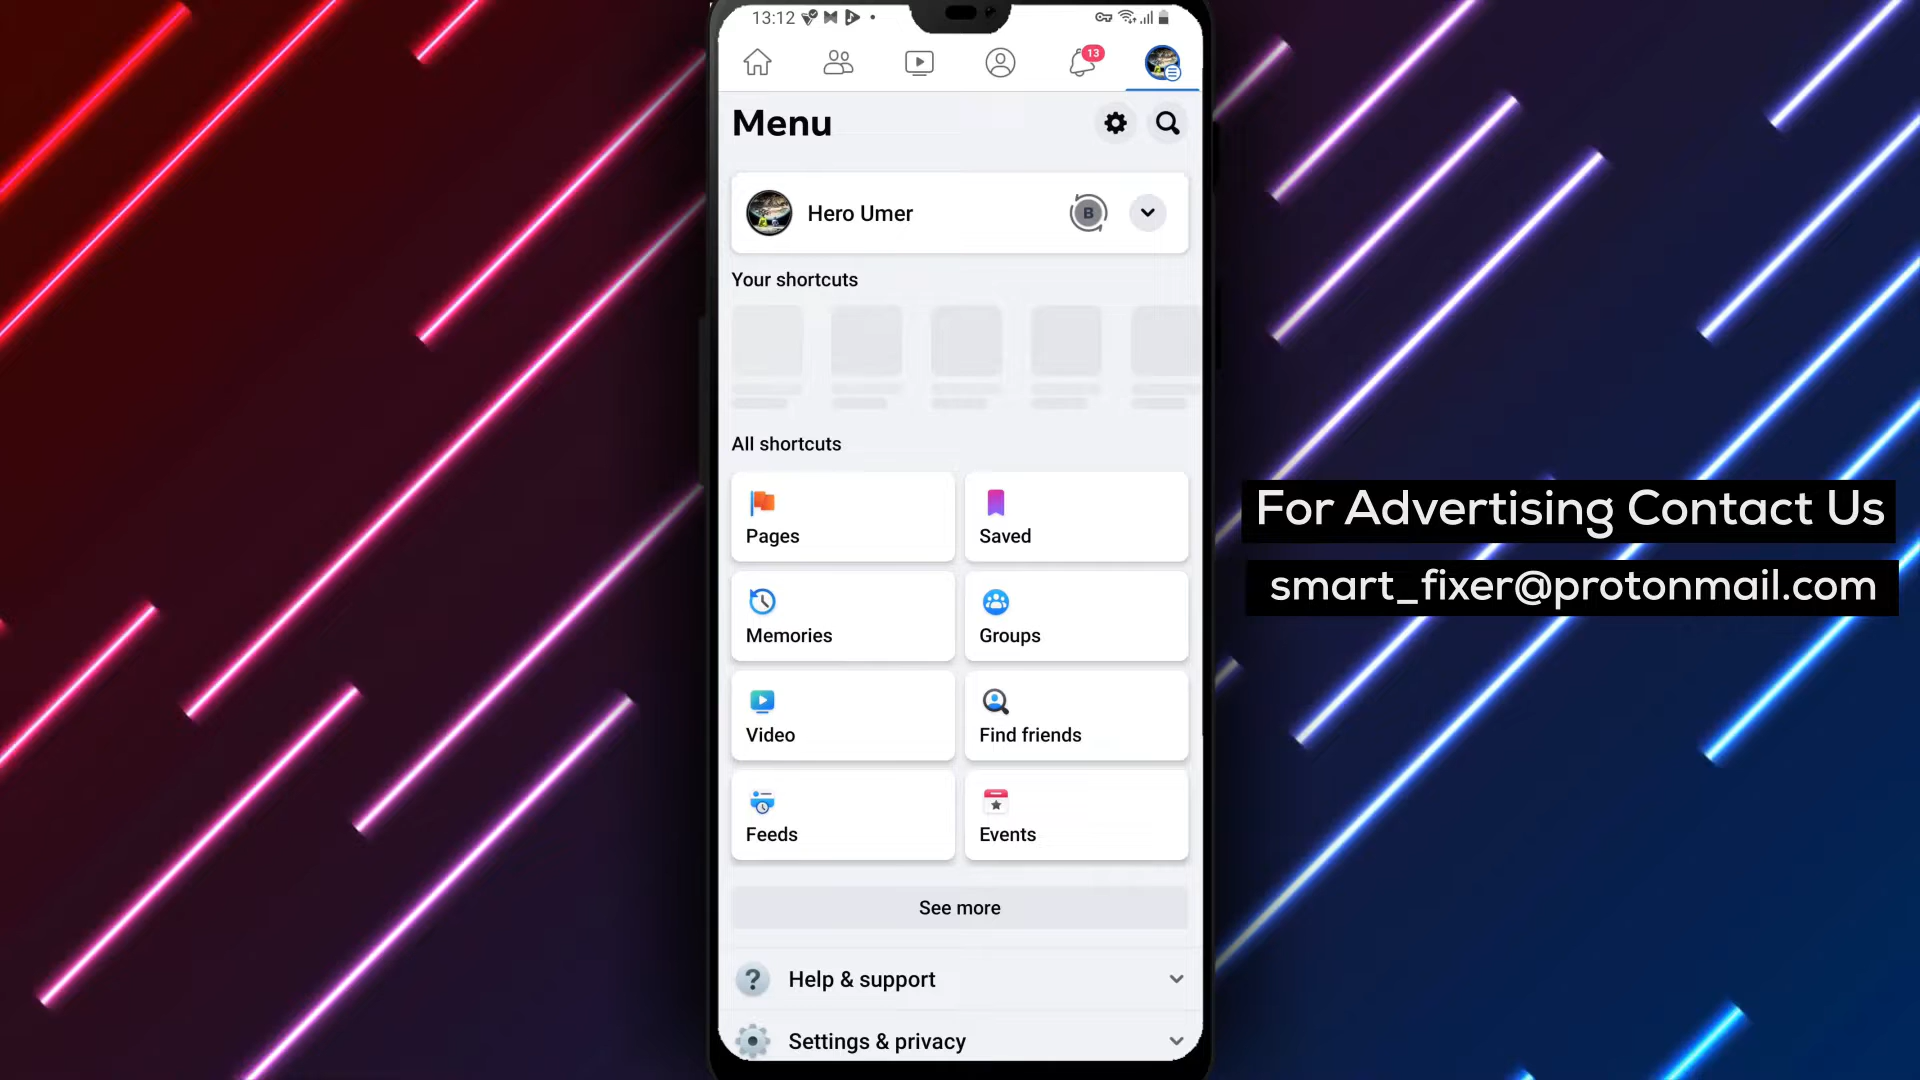 13:12
13
Menu
Hero Umer
B
Your shortcuts
All shortcuts
Pages
Saved
Memories
Groups
Video
Find friends
Feeds
Events
See more
Help & support
Settings & privacy
For Advertising Contact Us
smart_fixer@protonmail.com